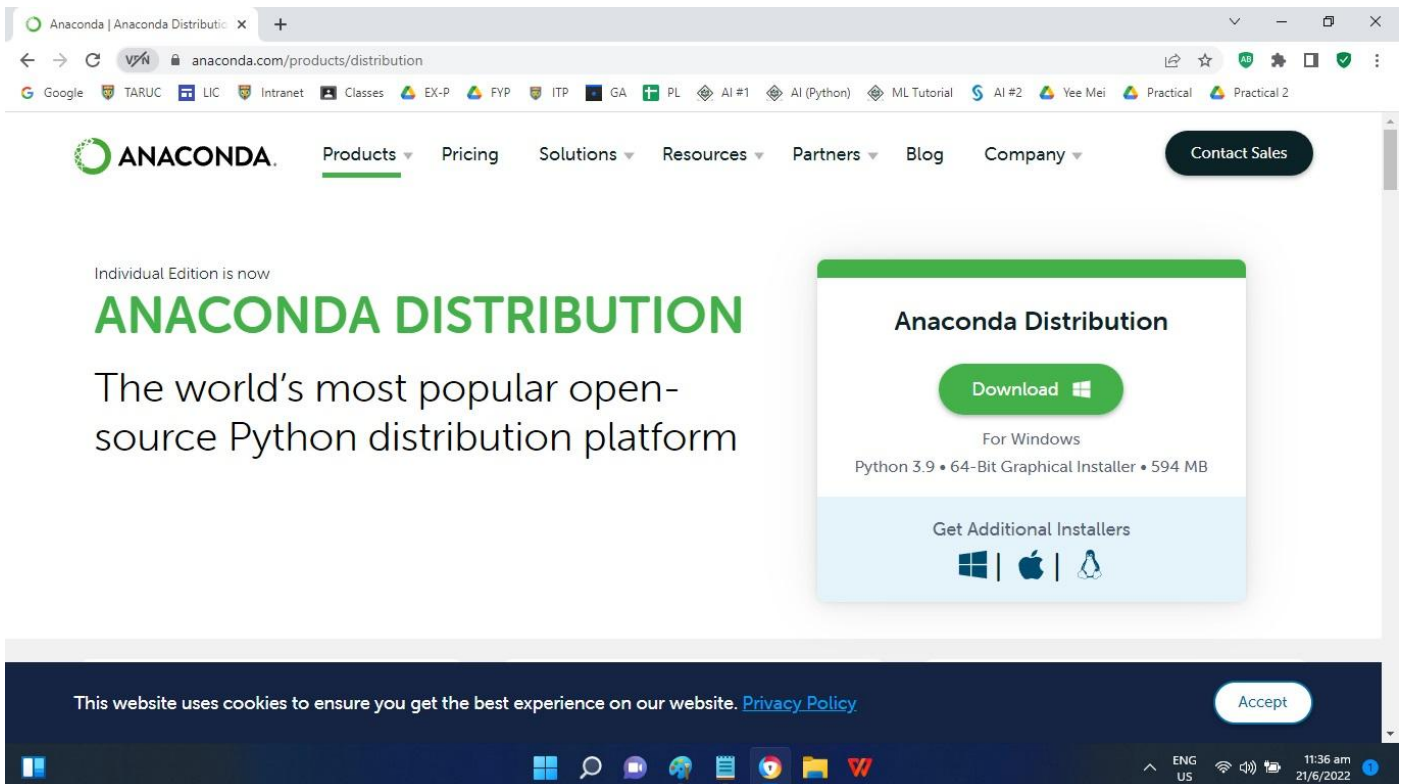 Anaconda | Anaconda Distributic
VPN anaconda.com/products/distribution AB
G Google TARUC LIC Intranet Classes EX-P FYP ITP GA PL AI #1 AI (Python) ML Tutorial AI #2 Yee Mei Practical Practical 2
ANACONDA. Products Pricing Solutions Resources Partners Blog Company Contact Sales
Individual Edition is now
ANACONDA DISTRIBUTION
The world's most popular open-
source Python distribution platform
Anaconda Distribution
Download
For Windows
Python 3.9 • 64-Bit Graphical Installer • 594 MB
Get Additional Installers
This website uses cookies to ensure you get the best experience on our website. Privacy Policy Accept
ENG
US
11:36 am
21/6/2022
1